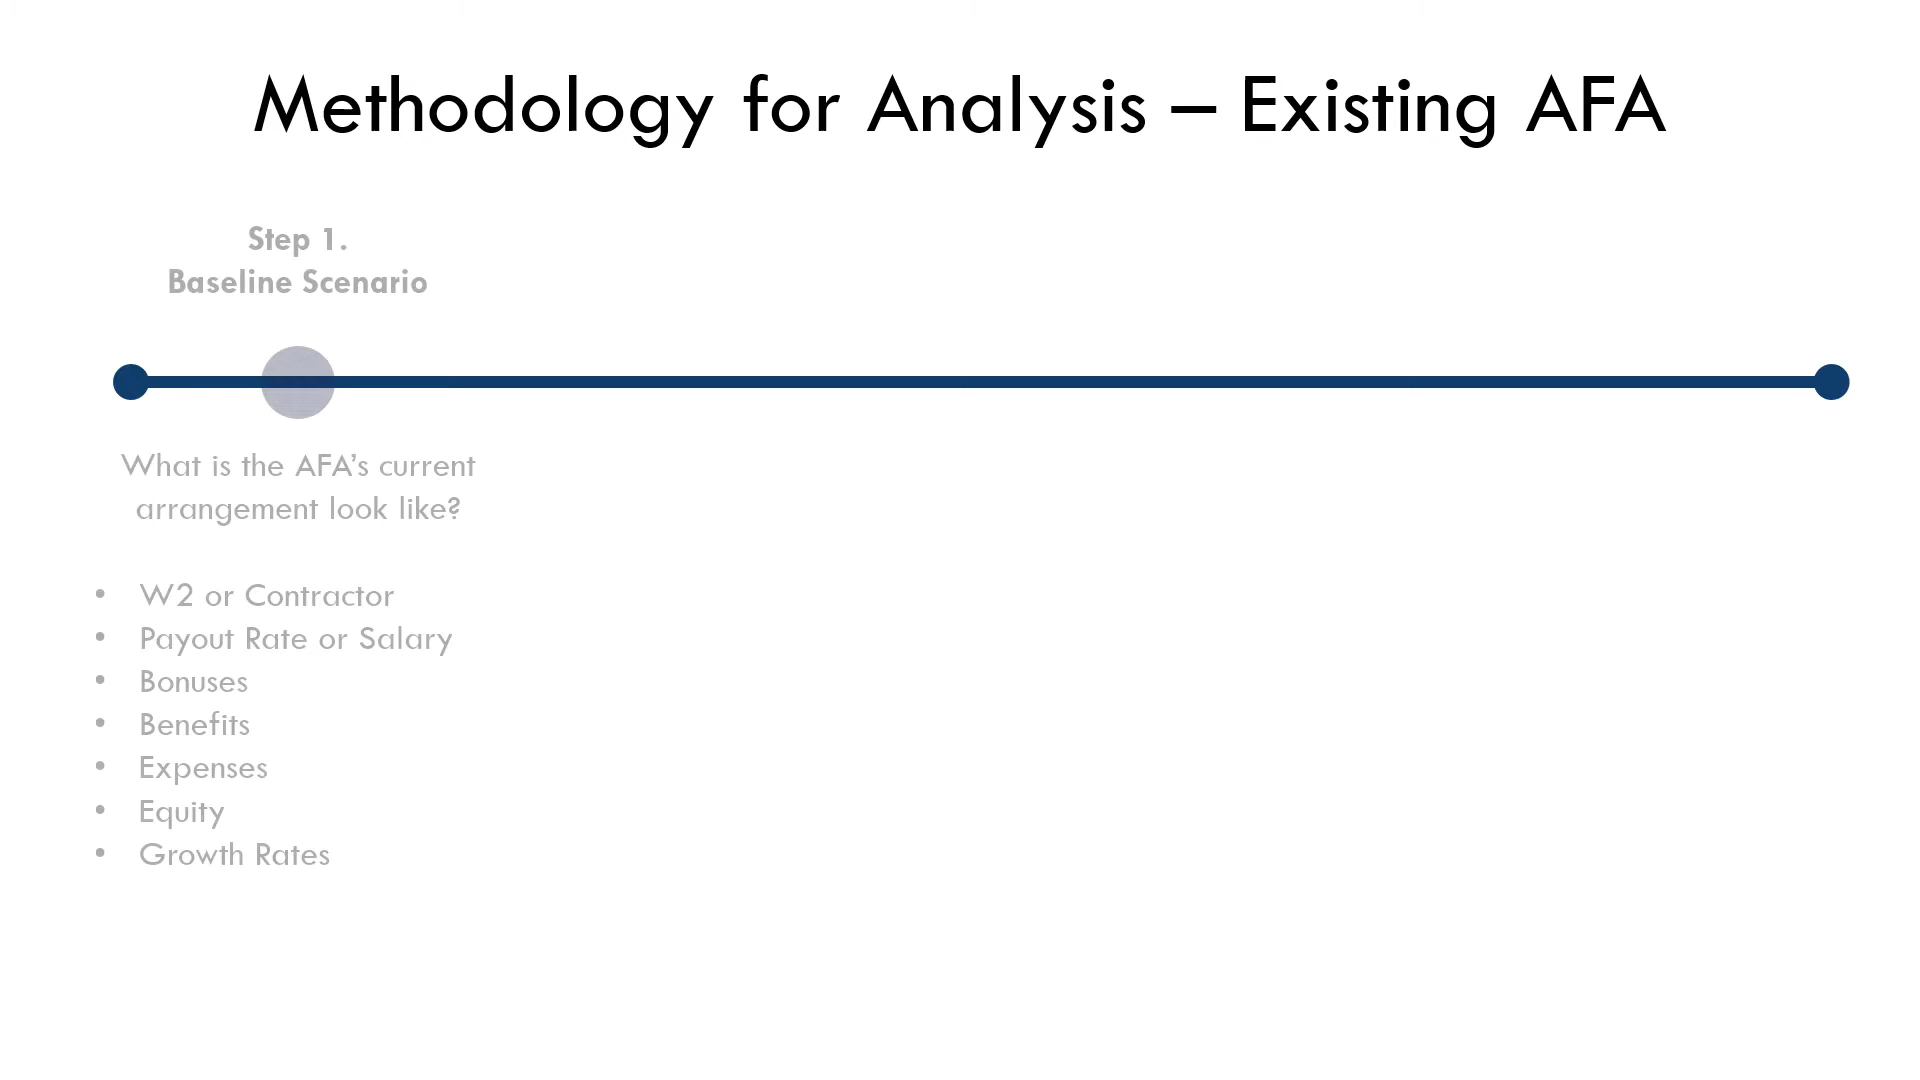 Methodology for Analysis – Existing AFA
Step 1.
Baseline Scenario
What is the AFA’s current
arrangement look like?
• W2 or Contractor
• Payout Rate or Salary
• Bonuses
• Benefits
• Expenses
• Equity
• Growth Rates